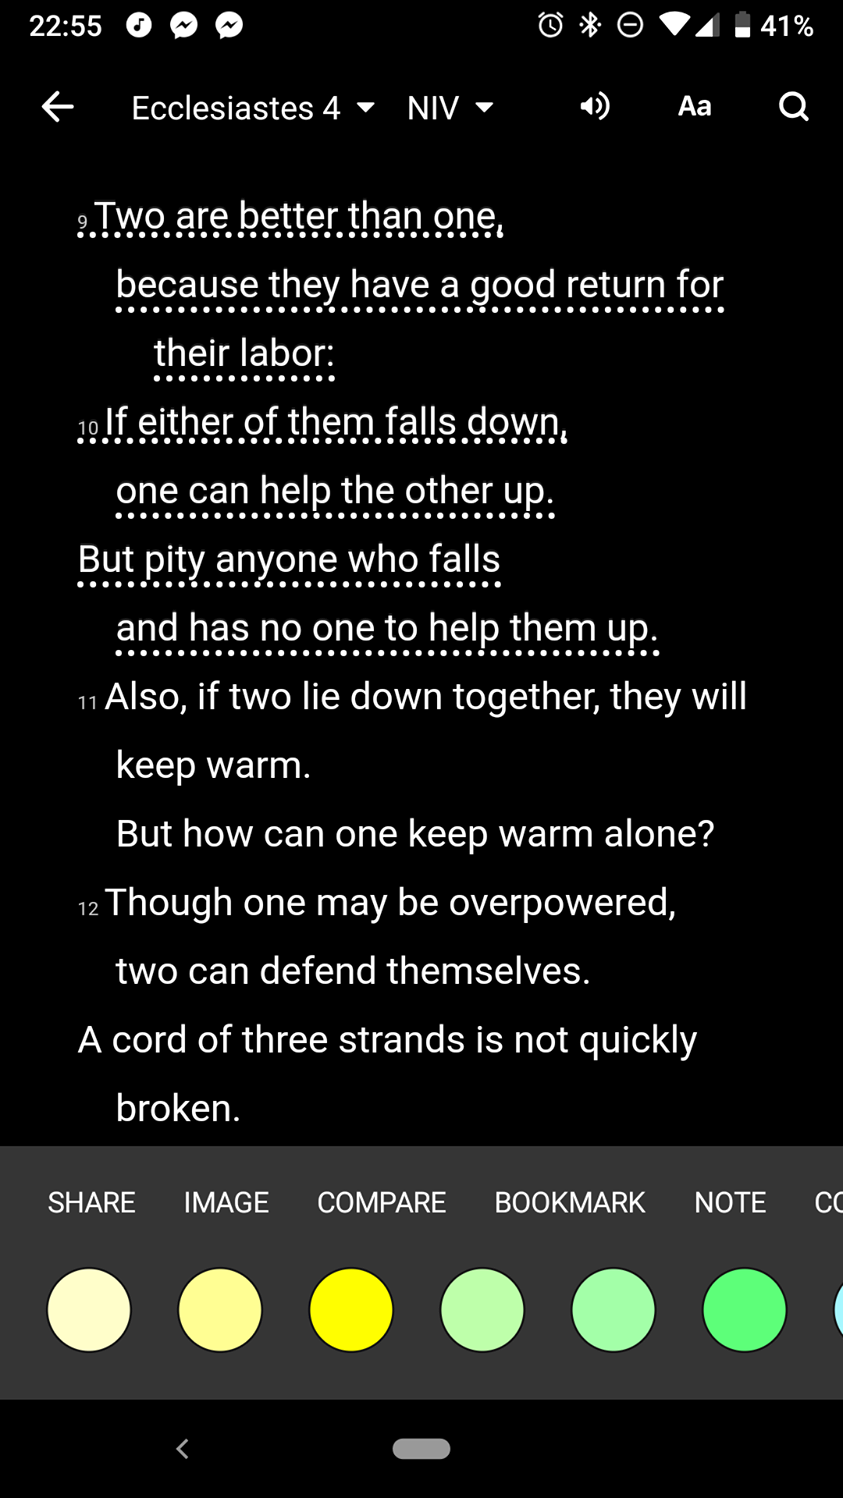 22:55
41%
Ecclesiastes 4
NIV
Aa
9 Two are better than one,
because they have a good return for
their labor:
10 If either of them falls down,
one can help the other up.
But pity anyone who falls
and has no one to help them up.
11 Also, if two lie down together, they will
keep warm.
But how can one keep warm alone?
12 Though one may be overpowered,
two can defend themselves.
A cord of three strands is not quickly
broken.
SHARE IMAGE COMPARE BOOKMARK NOTE